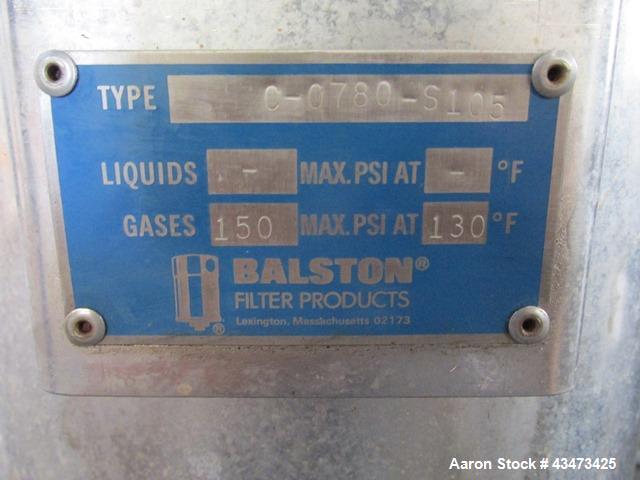 TYPE C-0780-S105
LIQUIDS - MAX. PSI AT - °F
GASES 150 MAX. PSI AT 130 °F
BALSTON®
FILTER PRODUCTS
Lexington, Massachusetts 02173
®
Aaron Stock # 43473425